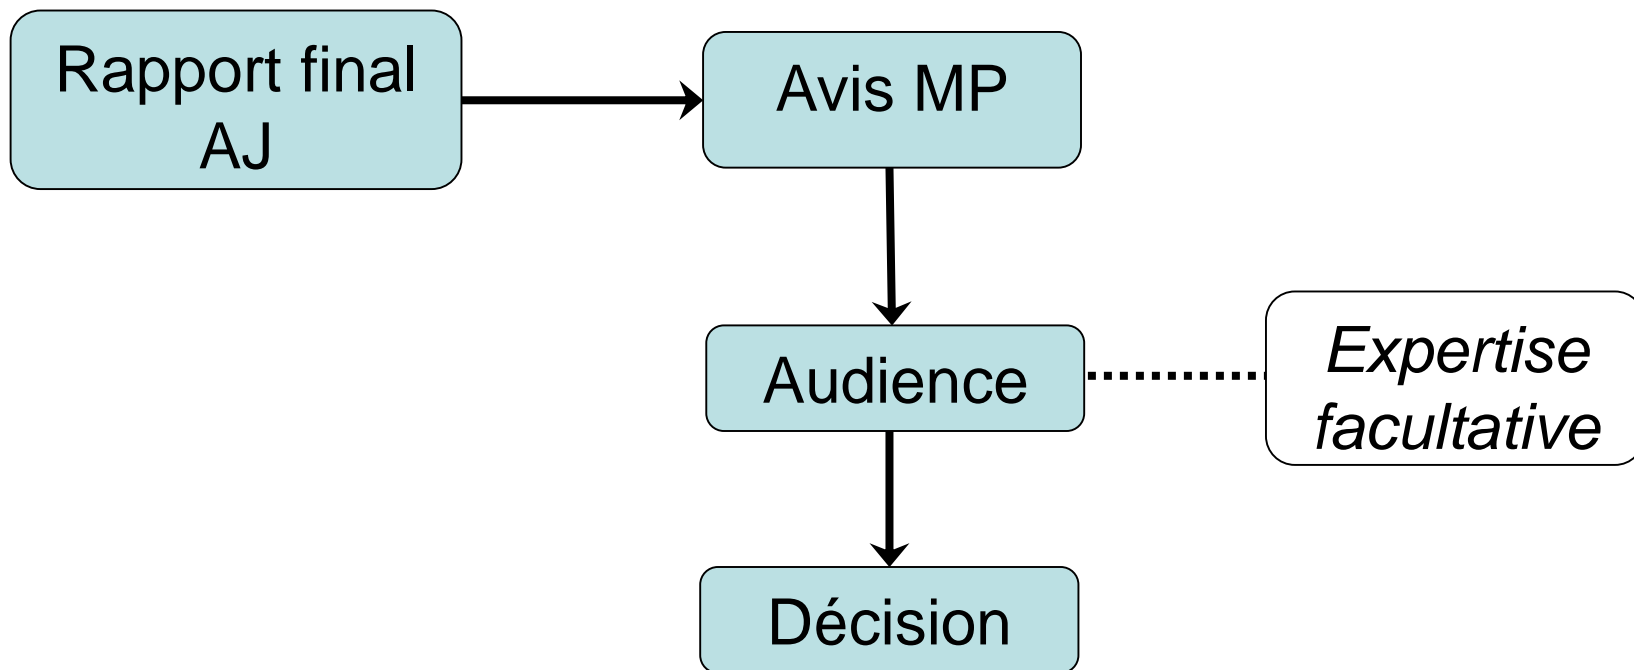 Rapport final
AJ
Avis MP
Audience
Expertise
facultative
Décision